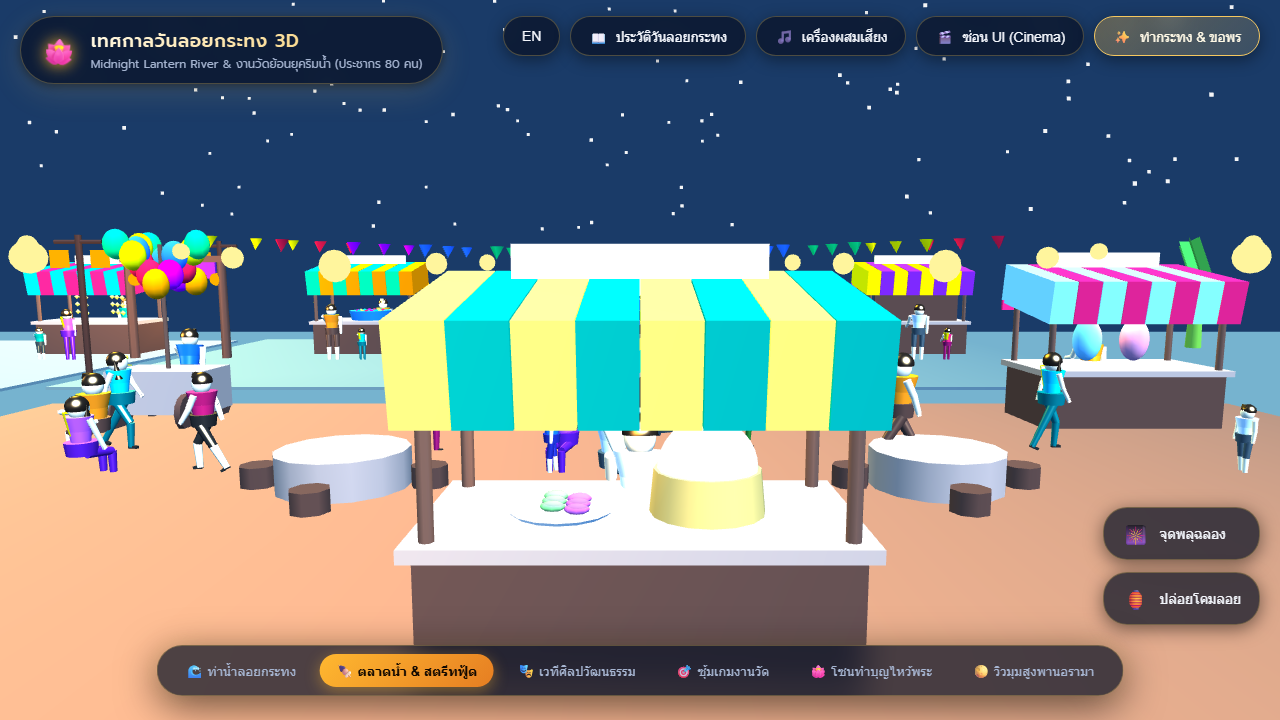 เทศกาลวันลอยกระทง 3D
Midnight Lantern River & งานวัดย้อนยุคริมน้ำ (ประชากร 80 คน)
EN
ประวัติวันลอยกระทง
เครื่องผสมเสียง
ซ่อน UI (Cinema)
ทำกระทง & ขอพร
จุดพลุฉลอง
ปล่อยโคมลอย
ท่าน้ำลอยกระทง
ตลาดน้ำ & สตรีทฟู้ด
เวทีศิลปวัฒนธรรม
ซุ้มเกมงานวัด
โซนทำบุญไหว้พระ
วิวมุมสูงพานอรามา